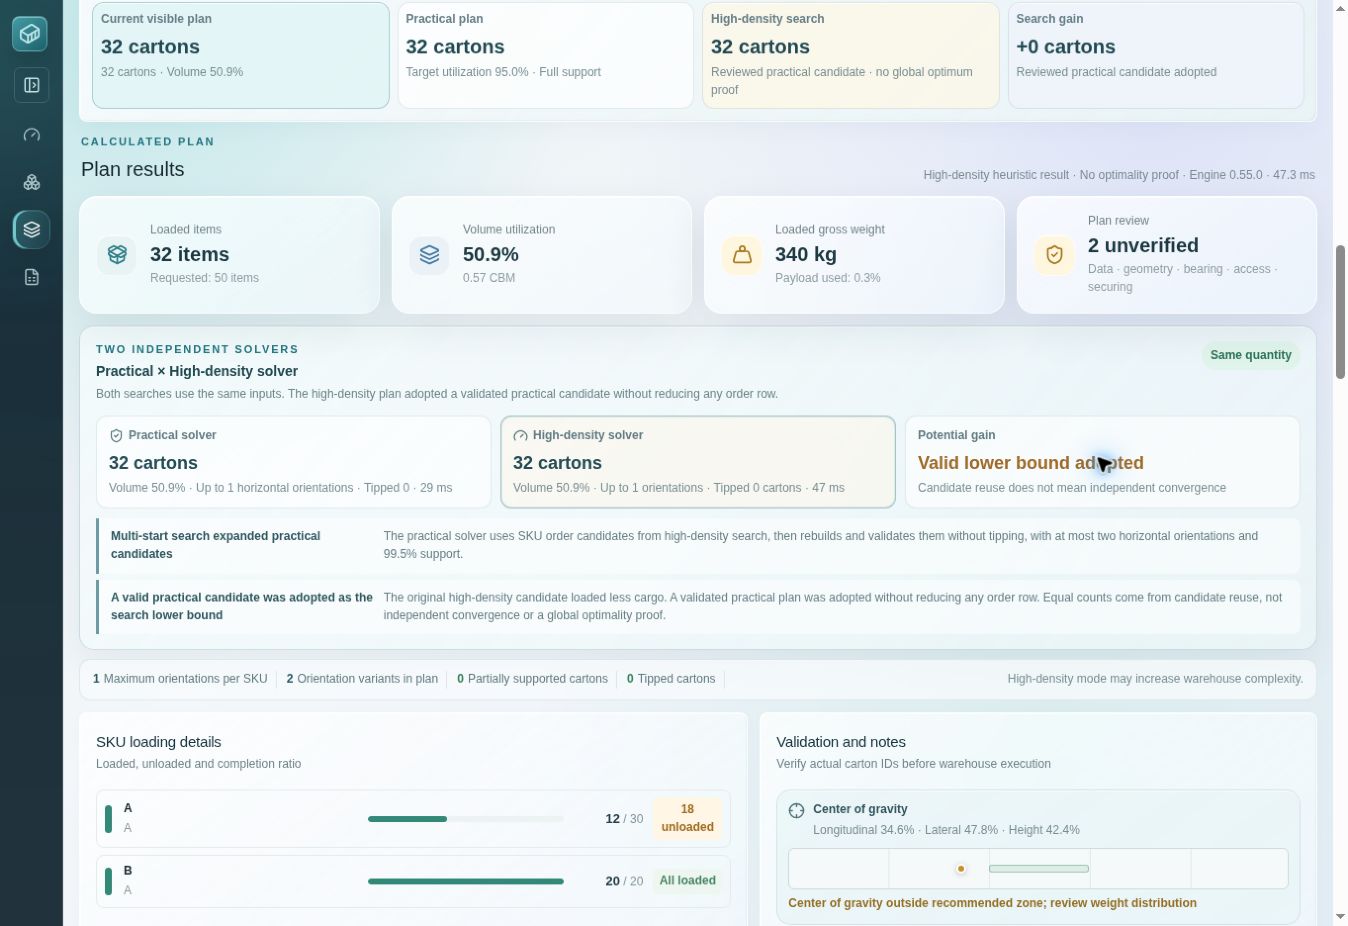 Current visible plan
32 cartons
32 cartons · Volume 50.9%
Practical plan
32 cartons
Target utilization 95.0% · Full support
High-density search
32 cartons
Reviewed practical candidate · no global optimum
proof
Search gain
+0 cartons
Reviewed practical candidate adopted
CALCULATED PLAN
Plan results
High-density heuristic result · No optimality proof · Engine 0.55.0 · 47.3 ms
Loaded items
32 items
Requested: 50 items
Volume utilization
50.9%
0.57 CBM
Loaded gross weight
340 kg
Payload used: 0.3%
Plan review
2 unverified
Data · geometry · bearing · access ·
securing
TWO INDEPENDENT SOLVERS
Practical × High-density solver
Both searches use the same inputs. The high-density plan adopted a validated practical candidate without reducing any order row.
Same quantity
Practical solver
32 cartons
Volume 50.9% · Up to 1 horizontal orientations · Tipped 0 · 29 ms
High-density solver
32 cartons
Volume 50.9% · Up to 1 orientations · Tipped 0 cartons · 47 ms
Potential gain
Valid lower bound adopted
Candidate reuse does not mean independent convergence
Multi-start search expanded practical
candidates
The practical solver uses SKU order candidates from high-density search, then rebuilds and validates them without tipping, with at most two horizontal orientations and
99.5% support.
A valid practical candidate was adopted as the
search lower bound
The original high-density candidate loaded less cargo. A validated practical plan was adopted without reducing any order row. Equal counts come from candidate reuse, not
independent convergence or a global optimality proof.
1 Maximum orientations per SKU
2 Orientation variants in plan
0 Partially supported cartons
0 Tipped cartons
High-density mode may increase warehouse complexity.
SKU loading details
Loaded, unloaded and completion ratio
A
A
12 / 30
18
unloaded
B
A
20 / 20
All loaded
Validation and notes
Verify actual carton IDs before warehouse execution
Center of gravity
Longitudinal 34.6% · Lateral 47.8% · Height 42.4%
Center of gravity outside recommended zone; review weight distribution